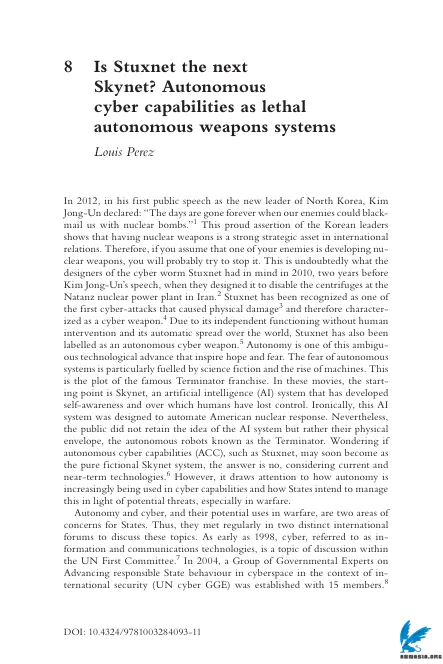 8 Is Stuxnet the next
Skynet? Autonomous
cyber capabilities as lethal
autonomous weapons systems
Louis Perez
In 2012, in his first public speech as the new leader of North Korea, Kim
Jong-Un declared: “The days are gone forever when our enemies could black-
mail us with nuclear bombs.”1 This proud assertion of the Korean leaders
shows that having nuclear weapons is a strong strategic asset in international
relations. Therefore, if you assume that one of your enemies is developing nu-
clear weapons, you will probably try to stop it. This is undoubtedly what the
designers of the cyber worm Stuxnet had in mind in 2010, two years before
Kim Jong-Un’s speech, when they designed it to disable the centrifuges at the
Natanz nuclear power plant in Iran.2 Stuxnet has been recognized as one of
the first cyber-attacks that caused physical damage3 and therefore character-
ized as a cyber weapon.4 Due to its independent functioning without human
intervention and its automatic spread over the world, Stuxnet has also been
labelled as an autonomous cyber weapon.5 Autonomy is one of this ambigu-
ous technological advance that inspire hope and fear. The fear of autonomous
systems is particularly fuelled by science fiction and the rise of machines. This
is the plot of the famous Terminator franchise. In these movies, the start-
ing point is Skynet, an artificial intelligence (AI) system that has developed
self-awareness and over which humans have lost control. Ironically, this AI
system was designed to automate American nuclear response. Nevertheless,
the public did not retain the idea of the AI system but rather their physical
envelope, the autonomous robots known as the Terminator. Wondering if
autonomous cyber capabilities (ACC), such as Stuxnet, may soon become as
the pure fictional Skynet system, the answer is no, considering current and
near-term technologies.6 However, it draws attention to how autonomy is
increasingly being used in cyber capabilities and how States intend to manage
this in light of potential threats, especially in warfare.
Autonomy and cyber, and their potential uses in warfare, are two areas of
concerns for States. Thus, they met regularly in two distinct international
forums to discuss these topics. As early as 1998, cyber, referred to as in-
formation and communications technologies, is a topic of discussion within
the UN First Committee.7 In 2004, a Group of Governmental Experts on
Advancing responsible State behaviour in cyberspace in the context of in-
ternational security (UN cyber GGE) was established with 15 members.8
DOI: 10.4324/9781003284093-11